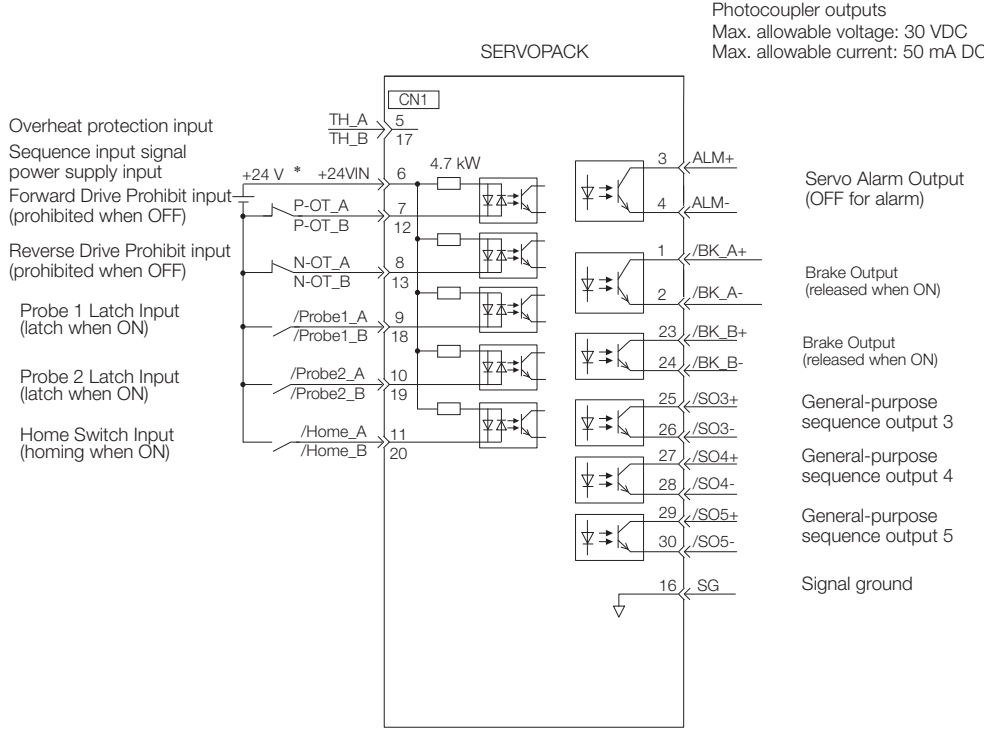 Photocoupler outputs
Max. allowable voltage: 30 VDC
Max. allowable current: 50 mA DC
SERVOPACK
CN1
Overheat protection input
TH_A
5
TH_B
17
Sequence input signal
power supply input
+24 V
*
+24VIN
6
4.7 kW
Forward Drive Prohibit input
(prohibited when OFF)
P-OT_A
7
P-OT_B
12
Reverse Drive Prohibit input
(prohibited when OFF)
N-OT_A
8
N-OT_B
13
Probe 1 Latch Input
(latch when ON)
/Probe1_A
9
/Probe1_B
18
Probe 2 Latch Input
(latch when ON)
/Probe2_A
10
/Probe2_B
19
Home Switch Input
(homing when ON)
/Home_A
11
/Home_B
20
3
ALM+
4
ALM-
Servo Alarm Output
(OFF for alarm)
1
/BK_A+
2
/BK_A-
Brake Output
(released when ON)
23
/BK_B+
24
/BK_B-
Brake Output
(released when ON)
25
/SO3+
26
/SO3-
General-purpose
sequence output 3
27
/SO4+
28
/SO4-
General-purpose
sequence output 4
29
/SO5+
30
/SO5-
General-purpose
sequence output 5
16
SG
Signal ground